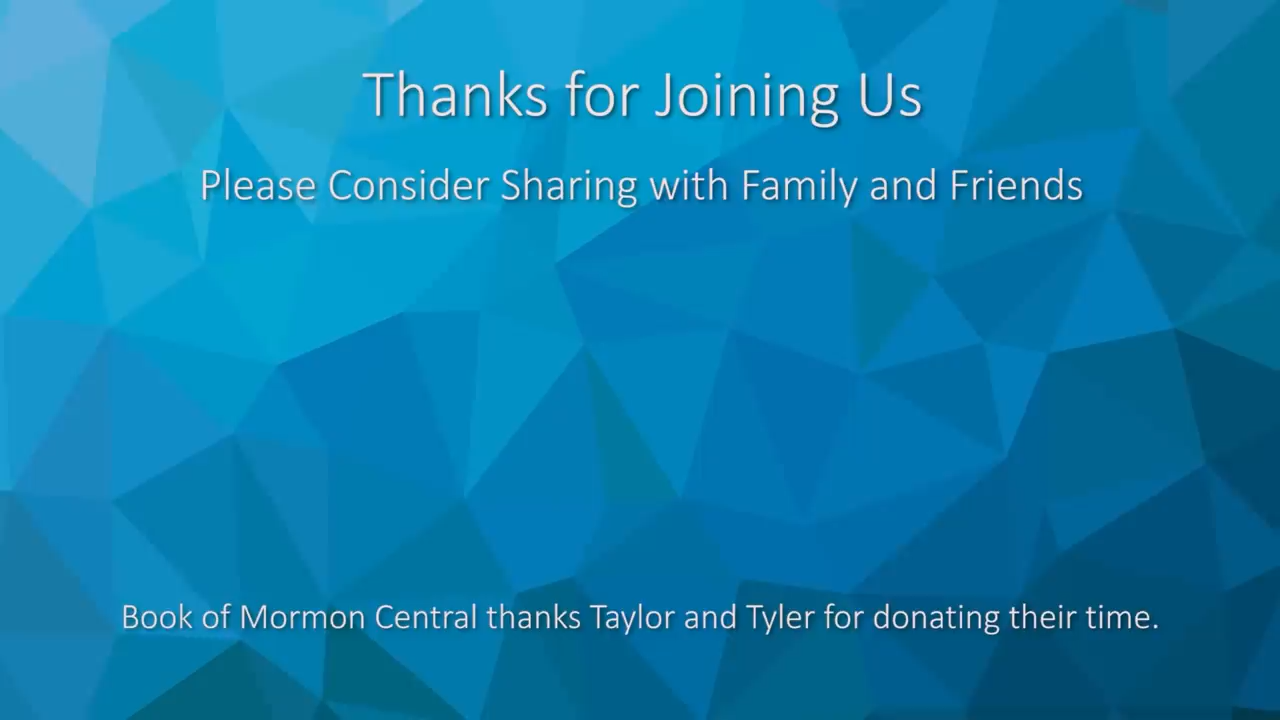 Thanks for Joining Us
Please Consider Sharing with Family and Friends
Book of Mormon Central thanks Taylor and Tyler for donating their time.